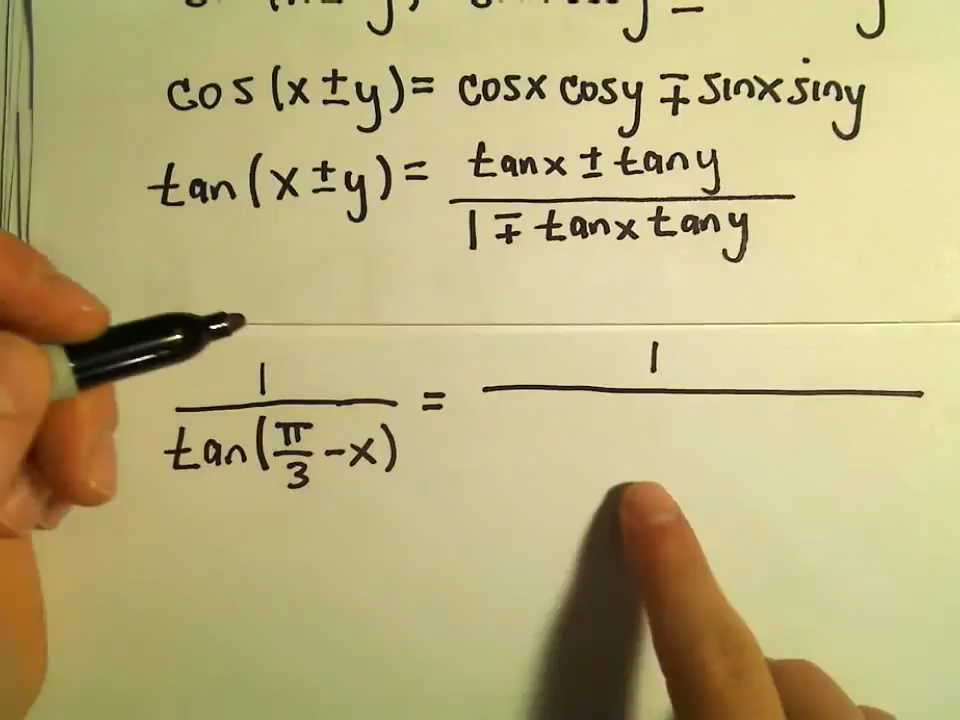 cos(x±y)= cosx cosy ∓ sinx siny
tan(x±y)= tanx ± tany / 1 ∓ tanx tany
1 / tan(π/3 -x) = 1 /